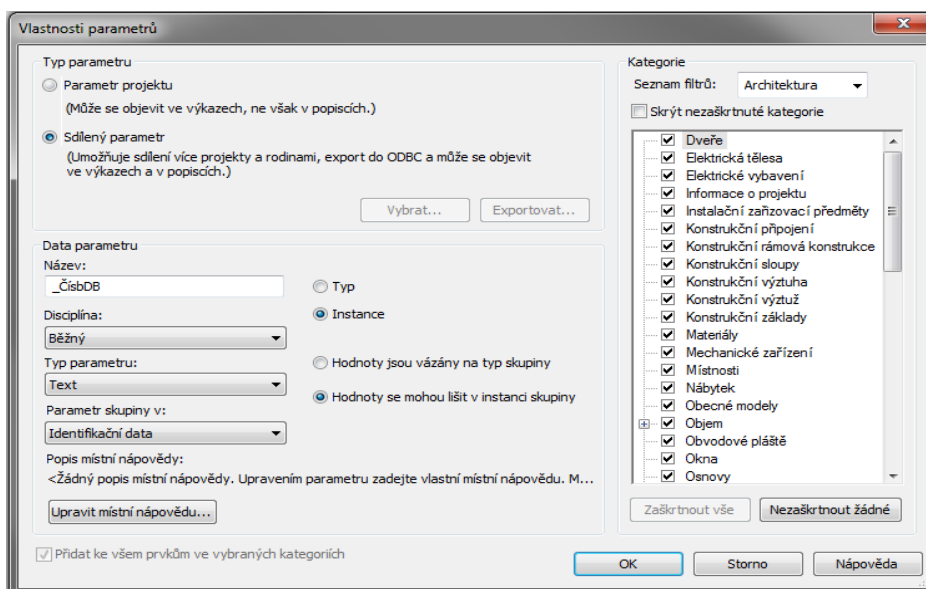 Vlastnosti parametrů
Typ parametru
Parametr projektu
(Může se objevit ve výkazech, ne však v popiscích.)
Sdílený parametr
(Umožňuje sdílení více projekty a rodinami, export do ODBC a může se objevit
ve výkazech a v popiscích.)
Vybrat...
Exportovat...
Data parametru
Název:
_ČísbDB
Typ
Disciplína:
Instance
Běžný
Typ parametru:
Hodnoty jsou vázány na typ skupiny
Text
Hodnoty se mohou lišit v instanci skupiny
Parametr skupiny v:
Identifikační data
Popis místní nápovědy:
<Žádný popis místní nápovědy. Upravením parametru zadejte vlastní místní nápovědu. M...
Upravit místní nápovědu...
Přidat ke všem prvkům ve vybraných kategoriích
Kategorie
Seznam filtrů:
Architektura
Skrýt nezaškrtnuté kategorie
Dveře
Elektrická tělesa
Elektrické vybavení
Informace o projektu
Instalační zařizovací předměty
Konstrukční připojení
Konstrukční rámová konstrukce
Konstrukční sloupy
Konstrukční výztuha
Konstrukční výztuž
Konstrukční základy
Materiály
Mechanické zařízení
Místnosti
Nábytek
Obecné modely
Objem
Obvodové pláště
Okna
Osnovy
Zaškrtnout vše
Nezaškrtnout žádné
OK
Storno
Nápověda